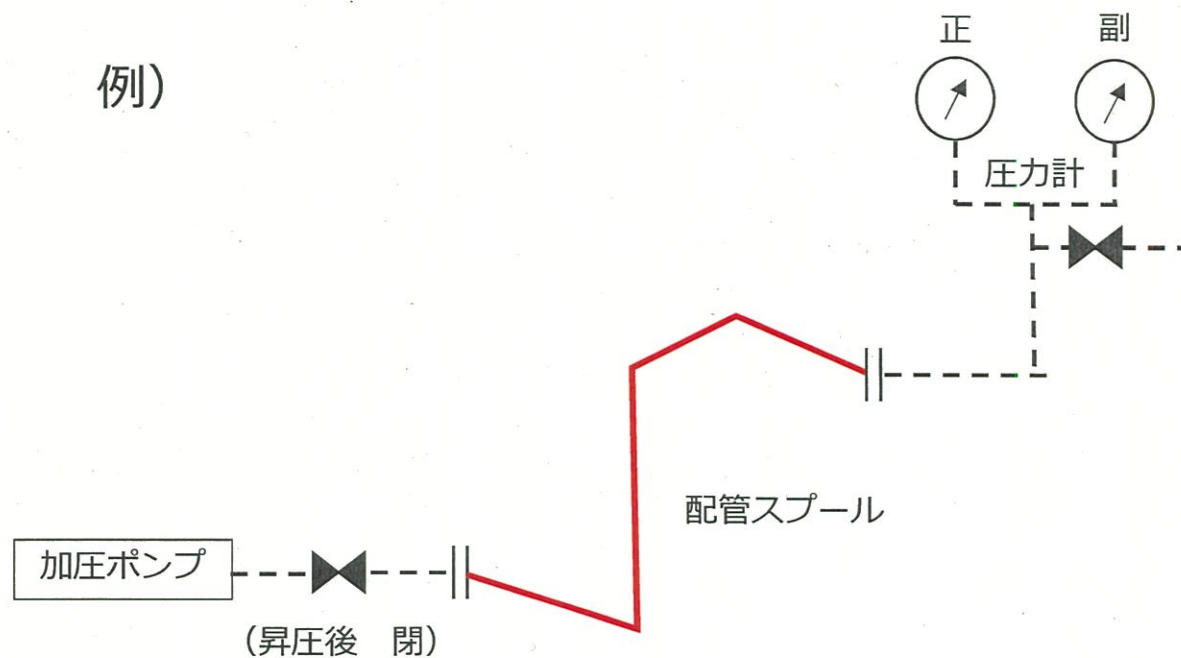 例）
正
副
圧力計
配管スプール
加圧ポンプ
（昇圧後　閉）